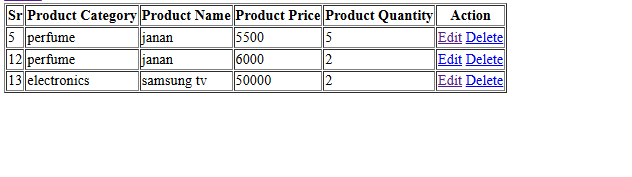 Sr Product Category Product Name Product Price Product Quantity Action
5 perfume janan 5500 5 Edit Delete
12 perfume janan 6000 2 Edit Delete
13 electronics samsung tv 50000 2 Edit Delete